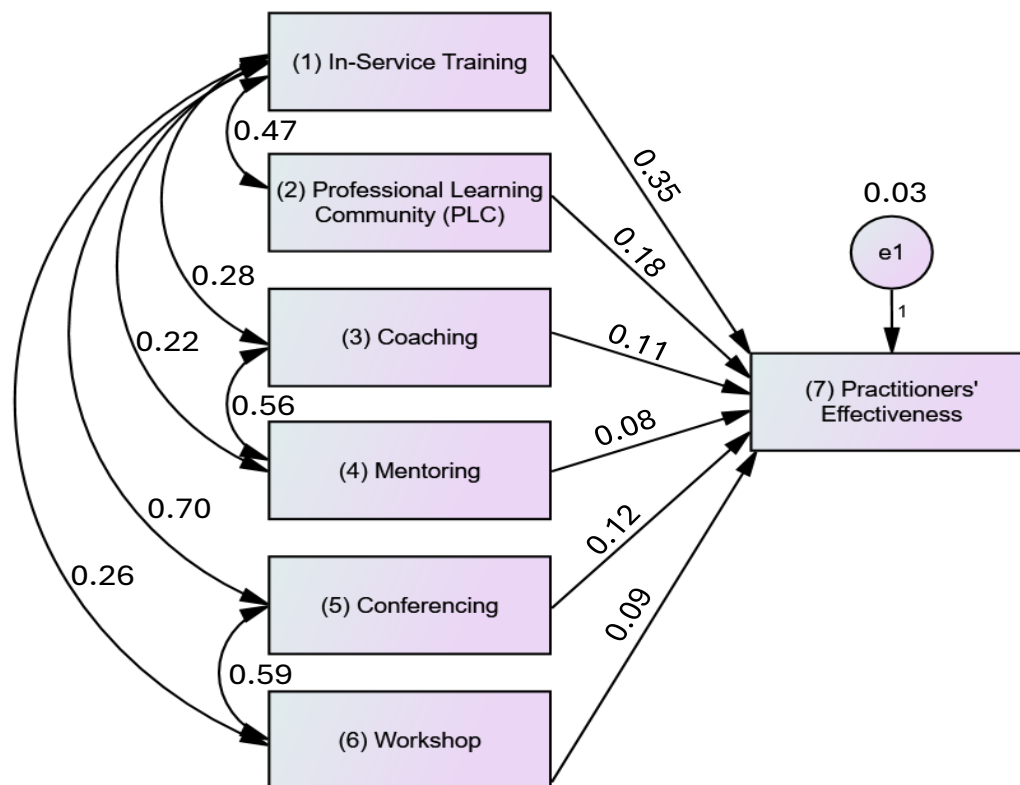 (1) In-Service Training
0.47
(2) Professional Learning
Community (PLC)
0.28
(3) Coaching
0.22
0.56
(4) Mentoring
0.70
0.26
(5) Conferencing
0.59
(6) Workshop
0.35
0.18
0.11
0.08
0.12
0.09
0.03
e1
1
(7) Practitioners'
Effectiveness